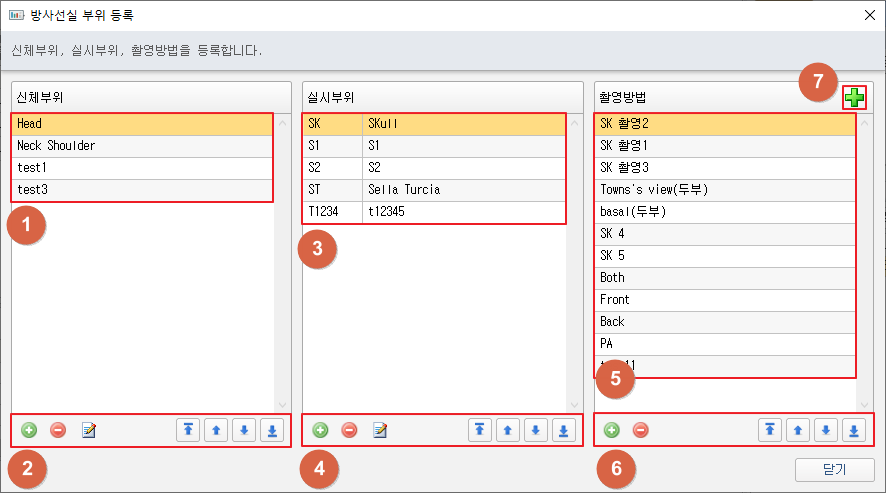 방사선실 부위 등록
신체부위, 실시부위, 촬영방법을 등록합니다.
7
신체부위
실시부위
촬영방법
Head
Neck Shoulder
test1
test3
1
SK SKull
S1 S1
S2 S2
ST Sella Turcia
T1234 t12345
3
SK 촬영2
SK 촬영1
SK 촬영3
Towns's view(두부)
basal(두부)
SK 4
SK 5
Both
Front
Back
PA
5
2
4
6
닫기